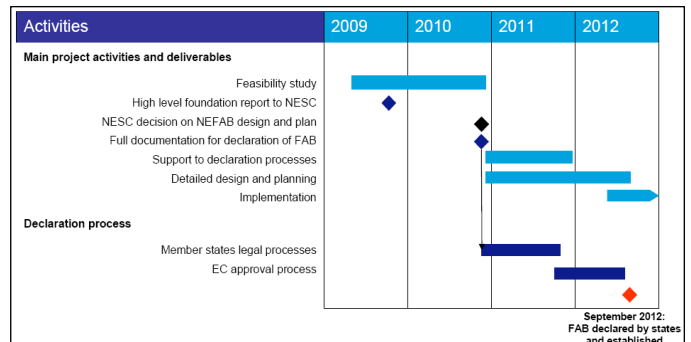 Activities 2009 2010 2011 2012
Main project activities and deliverables
Feasibility study
High level foundation report to NESC
NESC decision on NEFAB design and plan
Full documentation for declaration of FAB
Support to declaration processes
Detailed design and planning
Implementation
Declaration process
Member states legal processes
EC approval process
September 2012:
FAB declared by states
and established